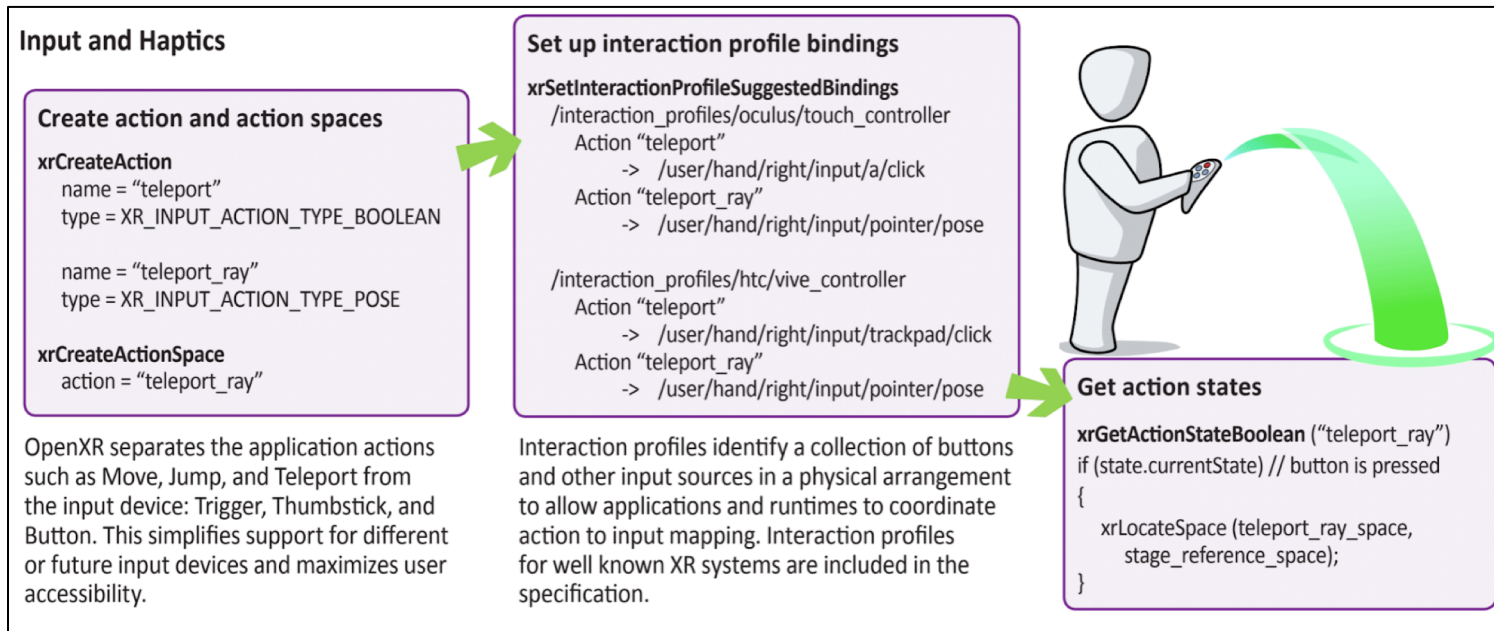 Input and Haptics
Create action and action spaces
xrCreateAction
name = “teleport”
type = XR_INPUT_ACTION_TYPE_BOOLEAN
name = “teleport_ray”
type = XR_INPUT_ACTION_TYPE_POSE
xrCreateActionSpace
action = “teleport_ray”
OpenXR separates the application actions
such as Move, Jump, and Teleport from
the input device: Trigger, Thumbstick, and
Button. This simplifies support for different
or future input devices and maximizes user
accessibility.
Set up interaction profile bindings
xrSetInteractionProfileSuggestedBindings
/interaction_profiles/oculus/touch_controller
Action “teleport”
-> /user/hand/right/input/a/click
Action “teleport_ray”
-> /user/hand/right/input/pointer/pose
/interaction_profiles/htc/vive_controller
Action “teleport”
-> /user/hand/right/input/trackpad/click
Action “teleport_ray”
-> /user/hand/right/input/pointer/pose
Interaction profiles identify a collection of buttons
and other input sources in a physical arrangement
to allow applications and runtimes to coordinate
action to input mapping. Interaction profiles
for well known XR systems are included in the
specification.
Get action states
xrGetActionStateBoolean (“teleport_ray”)
if (state.currentState) // button is pressed
{
xrLocateSpace (teleport_ray_space,
stage_reference_space);
}